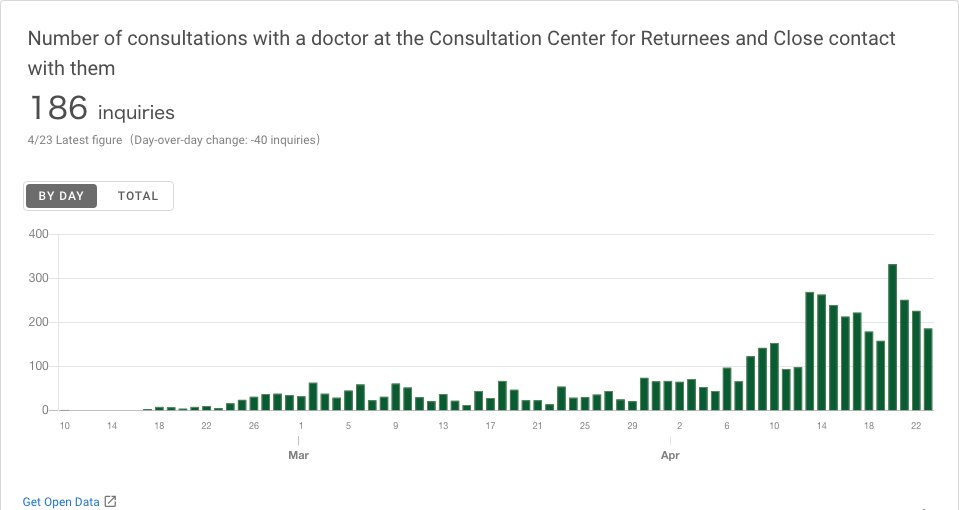 Number of consultations with a doctor at the Consultation Center for Returnees and Close contact
with them
186 inquiries
4/23 Latest figure（Day-over-day change: -40 inquiries）
BY DAY TOTAL
400
300
200
100
0
10 14 18 22 26 1 5 9 13 17 21 25 29 2 6 10 14 18 22
Mar Apr
Get Open Data